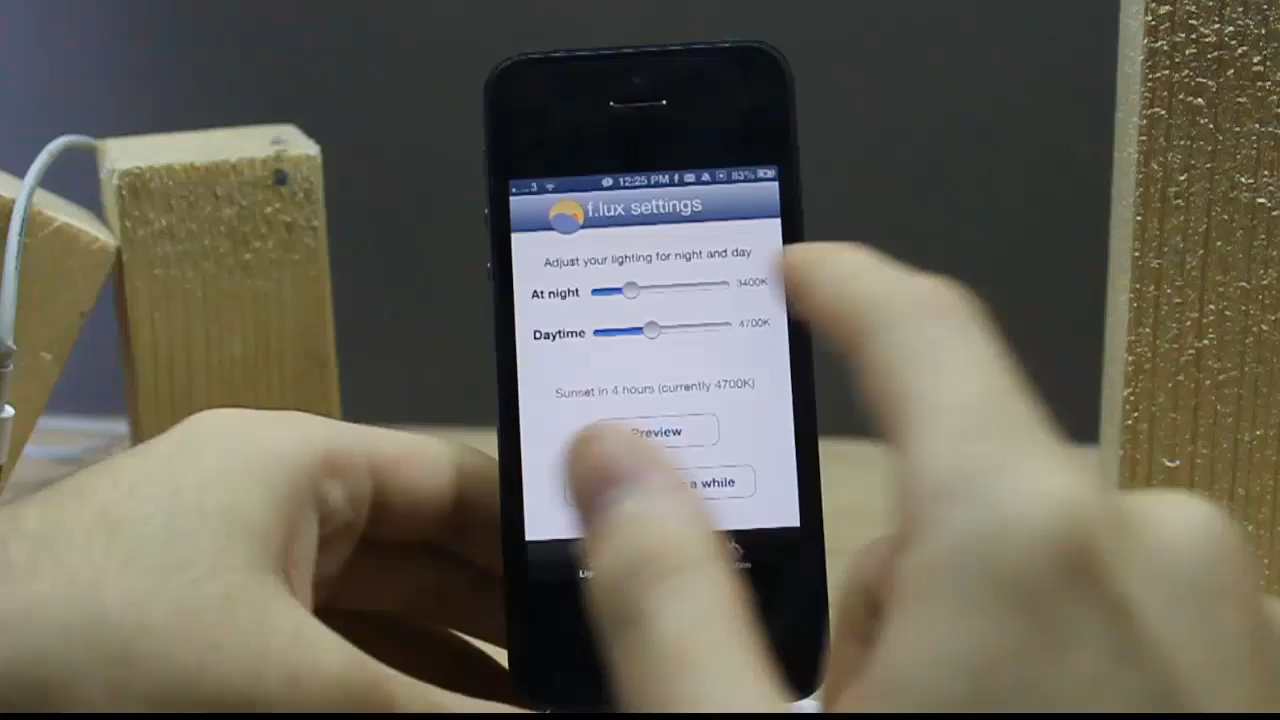 3 12:25 PM f 83%
f.lux settings
Adjust your lighting for night and day
At night 3400K
Daytime 4700K
Sunset in 4 hours (currently 4700K)
Preview
a while